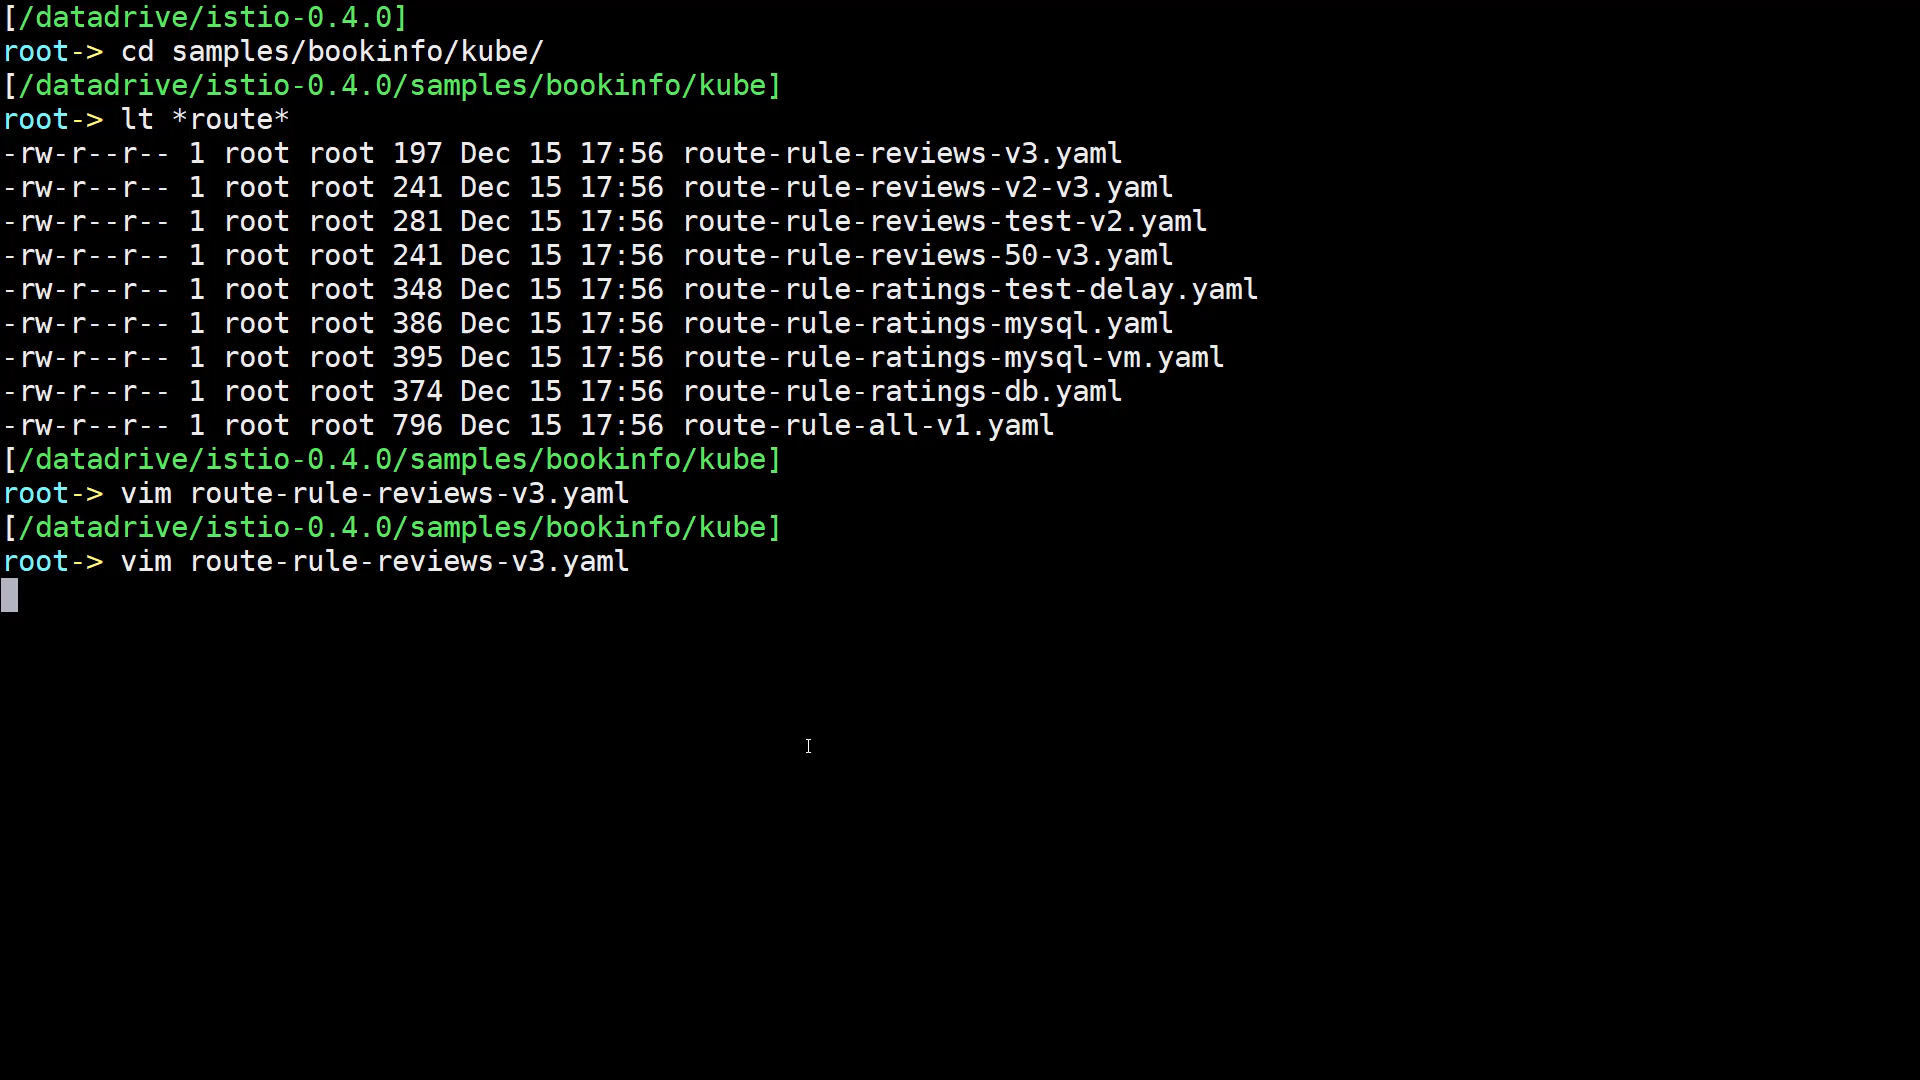 [/datadrive/istio-0.4.0]
root-> cd samples/bookinfo/kube/
[/datadrive/istio-0.4.0/samples/bookinfo/kube]
root-> lt *route*
-rw-r--r-- 1 root root 197 Dec 15 17:56 route-rule-reviews-v3.yaml
-rw-r--r-- 1 root root 241 Dec 15 17:56 route-rule-reviews-v2-v3.yaml
-rw-r--r-- 1 root root 281 Dec 15 17:56 route-rule-reviews-test-v2.yaml
-rw-r--r-- 1 root root 241 Dec 15 17:56 route-rule-reviews-50-v3.yaml
-rw-r--r-- 1 root root 348 Dec 15 17:56 route-rule-ratings-test-delay.yaml
-rw-r--r-- 1 root root 386 Dec 15 17:56 route-rule-ratings-mysql.yaml
-rw-r--r-- 1 root root 395 Dec 15 17:56 route-rule-ratings-mysql-vm.yaml
-rw-r--r-- 1 root root 374 Dec 15 17:56 route-rule-ratings-db.yaml
-rw-r--r-- 1 root root 796 Dec 15 17:56 route-rule-all-v1.yaml
[/datadrive/istio-0.4.0/samples/bookinfo/kube]
root-> vim route-rule-reviews-v3.yaml
[/datadrive/istio-0.4.0/samples/bookinfo/kube]
root-> vim route-rule-reviews-v3.yaml